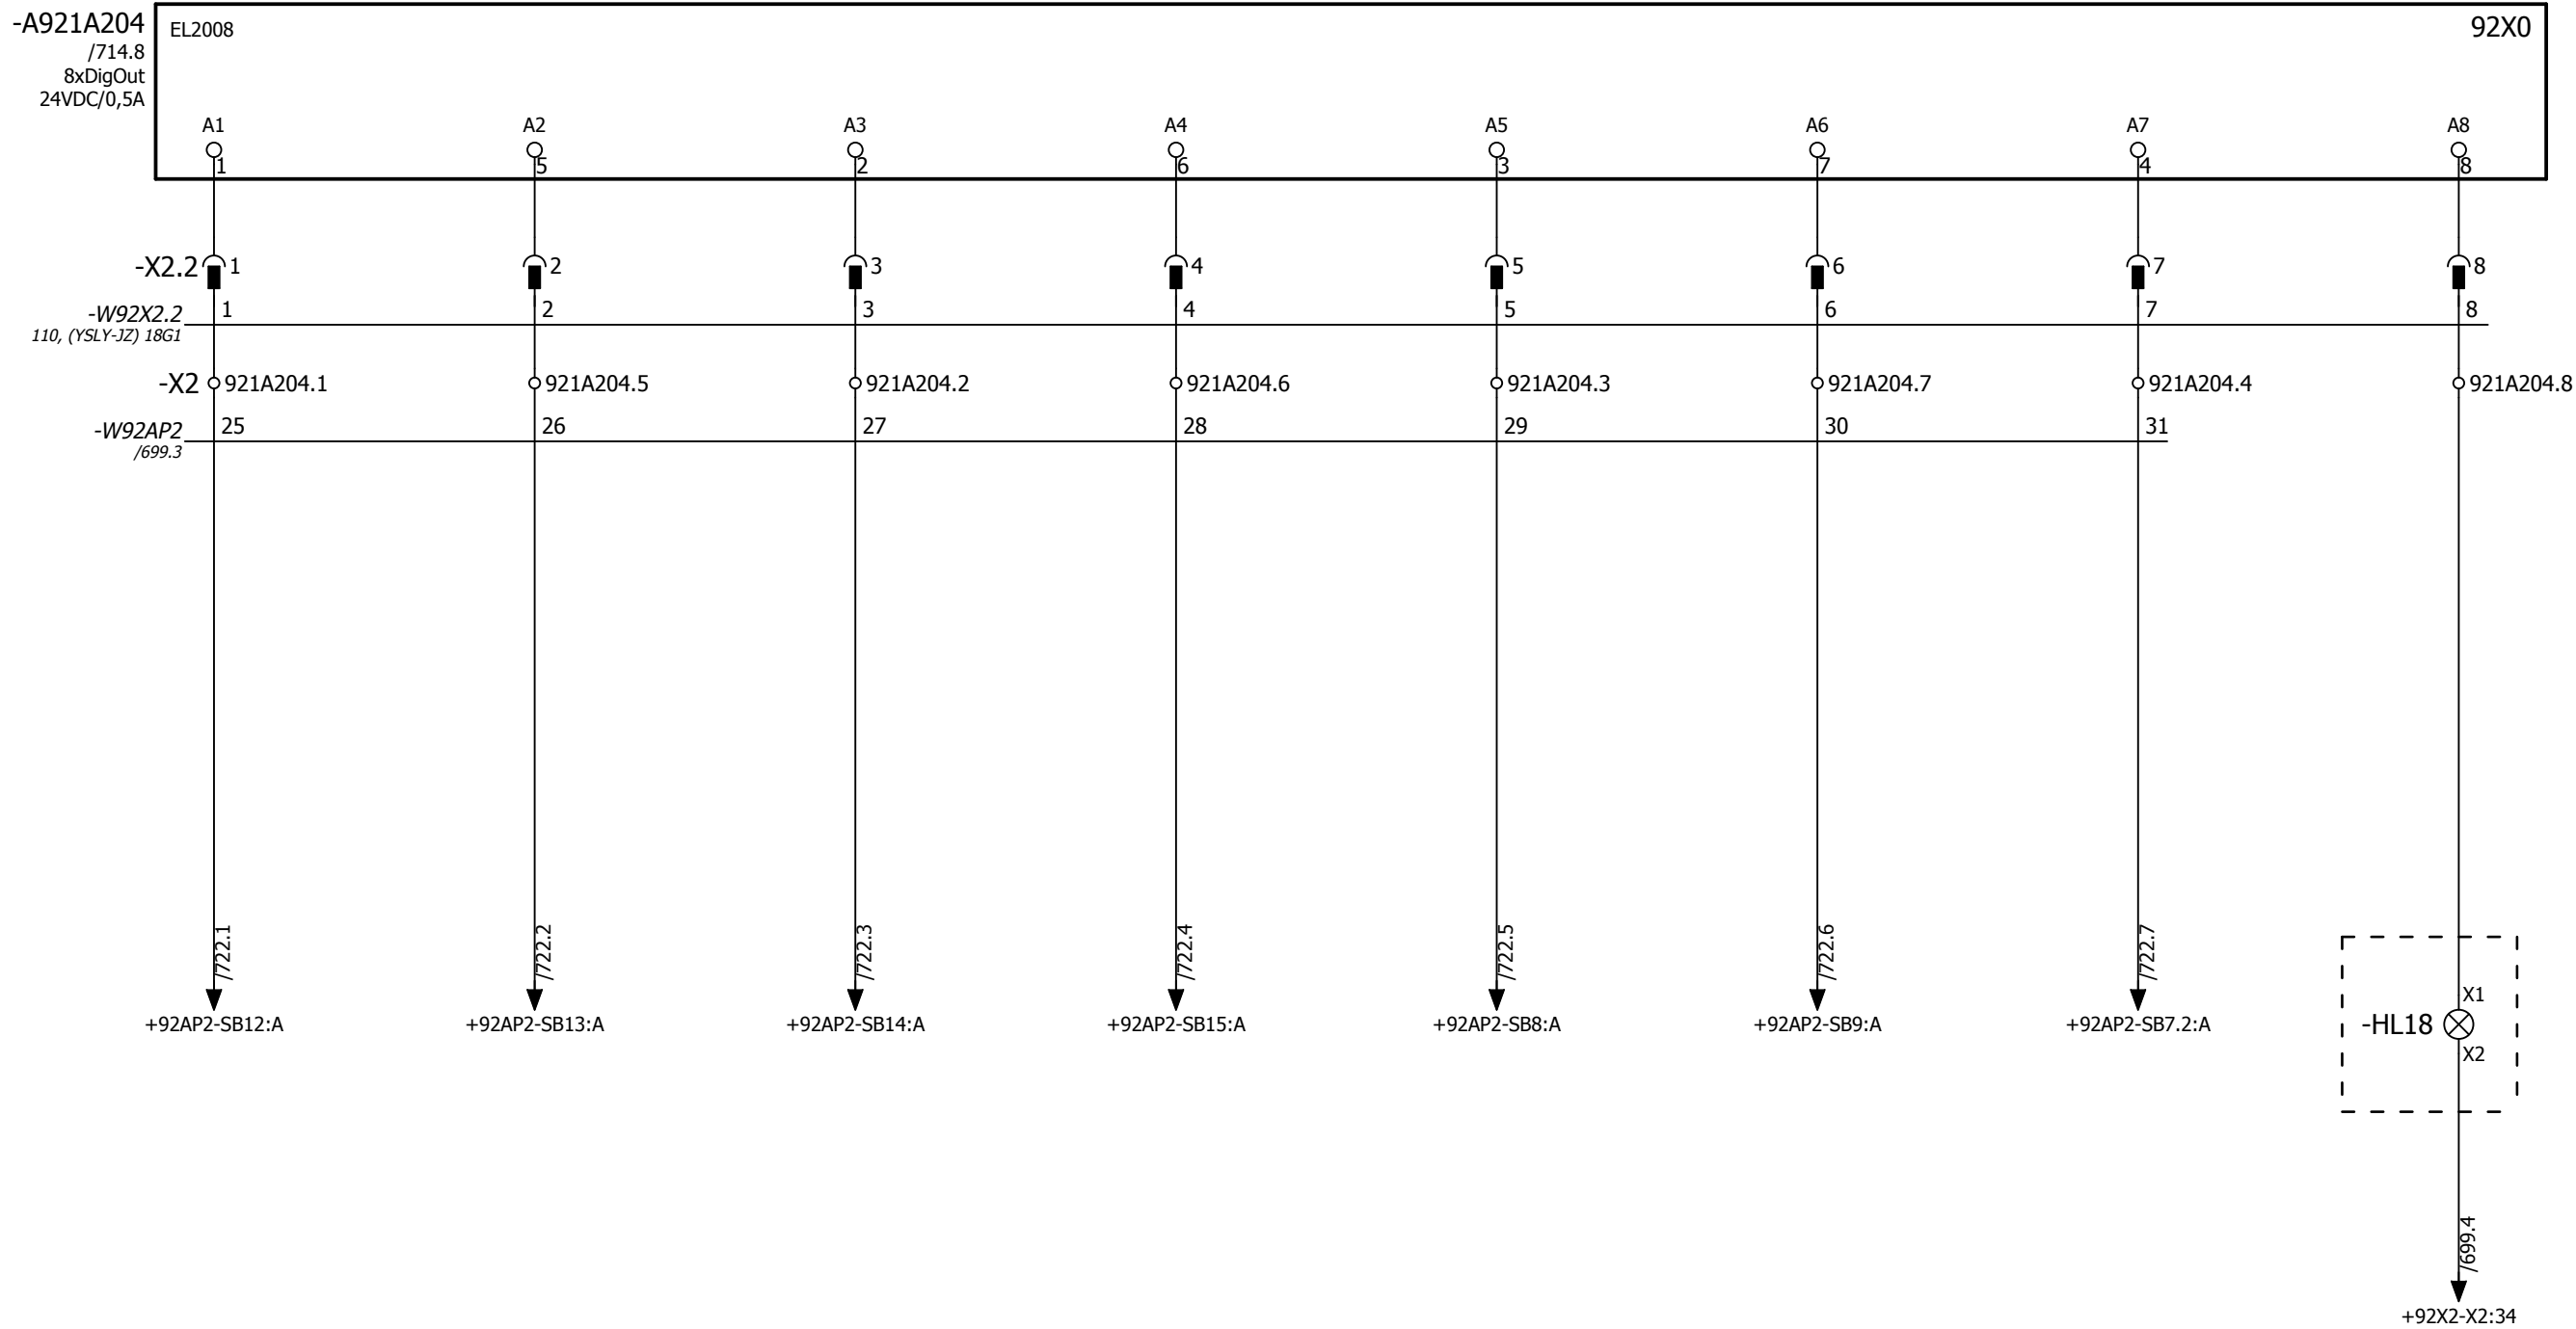 -A921A204
/714.8
8xDigOut
24VDC/0,5A
EL2008
92X0
A1 A2 A3 A4 A5 A6 A7 A8
1 5 2 6 3 7 4 8
-X2.2 1 2 3 4 5 6 7 8
-W92X2.2 1 2 3 4 5 6 7 8
110, (YSLY-JZ) 18G1
-X2 921A204.1 921A204.5 921A204.2 921A204.6 921A204.3 921A204.7 921A204.4 921A204.8
-W92AP2 25 26 27 28 29 30 31
/699.3
/722.1 /722.2 /722.3 /722.4 /722.5 /722.6 /722.7
+92AP2-SB12:A +92AP2-SB13:A +92AP2-SB14:A +92AP2-SB15:A +92AP2-SB8:A +92AP2-SB9:A +92AP2-SB7.2:A
X1
-HL18
X2
/699.4
+92X2-X2:34